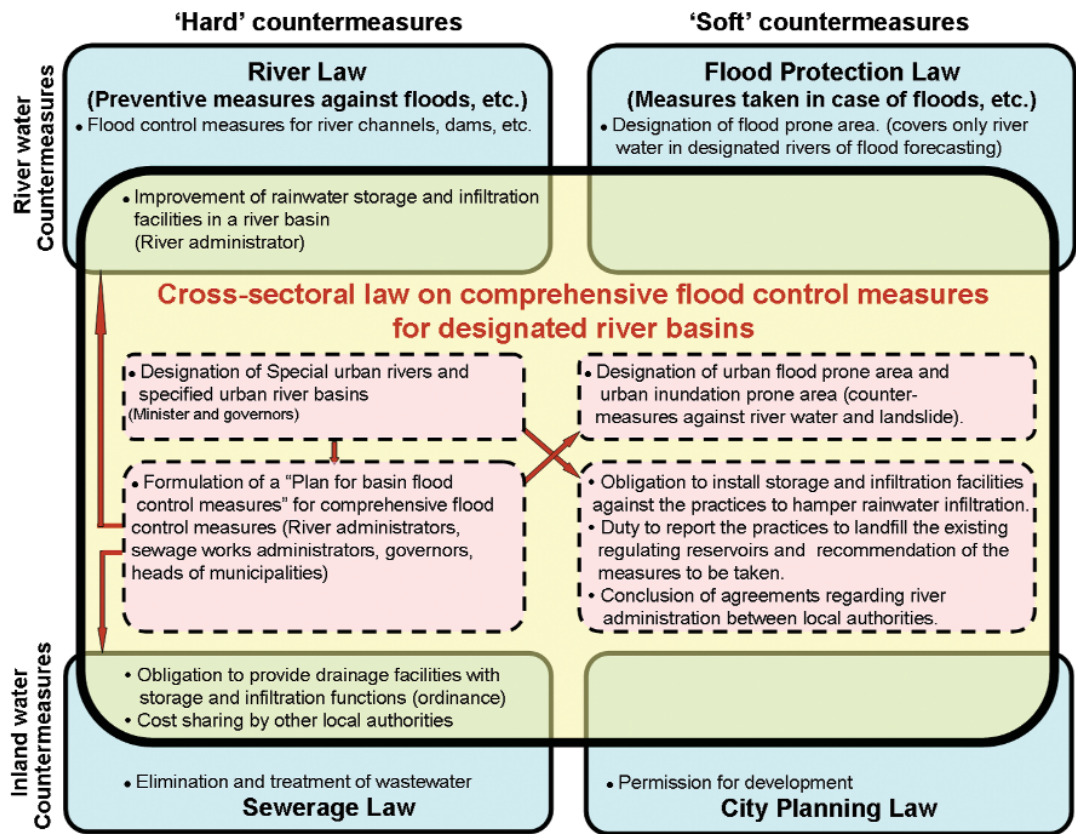 ‘Hard’ countermeasures
‘Soft’ countermeasures
River water
Countermeasures
River Law
(Preventive measures against floods, etc.)
• Flood control measures for river channels, dams, etc.
Flood Protection Law
(Measures taken in case of floods, etc.)
• Designation of flood prone area. (covers only river
water in designated rivers of flood forecasting)
• Improvement of rainwater storage and infiltration
facilities in a river basin
(River administrator)
Cross-sectoral law on comprehensive flood control measures
for designated river basins
• Designation of Special urban rivers and
specified urban river basins
(Minister and governors)
• Designation of urban flood prone area and
urban inundation prone area (counter-
measures against river water and landslide).
• Formulation of a “Plan for basin flood
control measures” for comprehensive flood
control measures (River administrators,
sewage works administrators, governors,
heads of municipalities)
• Obligation to install storage and infiltration facilities
against the practices to hamper rainwater infiltration.
• Duty to report the practices to landfill the existing
regulating reservoirs and recommendation of the
measures to be taken.
• Conclusion of agreements regarding river
administration between local authorities.
Inland water
Countermeasures
• Obligation to provide drainage facilities with
storage and infiltration functions (ordinance)
• Cost sharing by other local authorities
• Elimination and treatment of wastewater
Sewerage Law
• Permission for development
City Planning Law